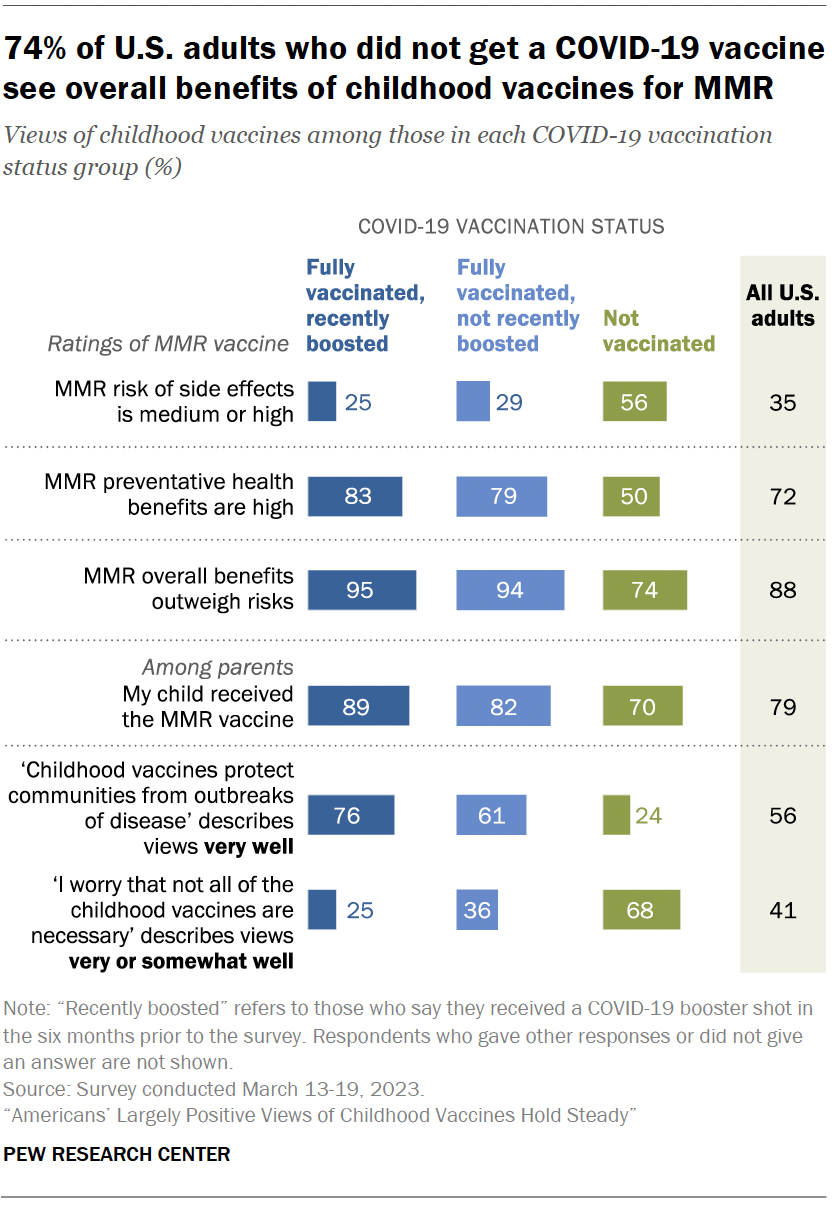 74% of U.S. adults who did not get a COVID-19 vaccine
see overall benefits of childhood vaccines for MMR
Views of childhood vaccines among those in each COVID-19 vaccination
status group (%)
COVID-19 VACCINATION STATUS
Fully
vaccinated,
recently
boosted
Fully
vaccinated,
not recently
boosted
Not
vaccinated
All U.S.
adults
Ratings of MMR vaccine
MMR risk of side effects
is medium or high
25 29 56 35
MMR preventative health
benefits are high
83 79 50 72
MMR overall benefits
outweigh risks
95 94 74 88
Among parents
My child received
the MMR vaccine
89 82 70 79
‘Childhood vaccines protect
communities from outbreaks
of disease’ describes
views very well
76 61 24 56
‘I worry that not all of the
childhood vaccines are
necessary’ describes views
very or somewhat well
25 36 68 41
Note: “Recently boosted” refers to those who say they received a COVID-19 booster shot in
the six months prior to the survey. Respondents who gave other responses or did not give
an answer are not shown.
Source: Survey conducted March 13-19, 2023.
“Americans’ Largely Positive Views of Childhood Vaccines Hold Steady”
PEW RESEARCH CENTER